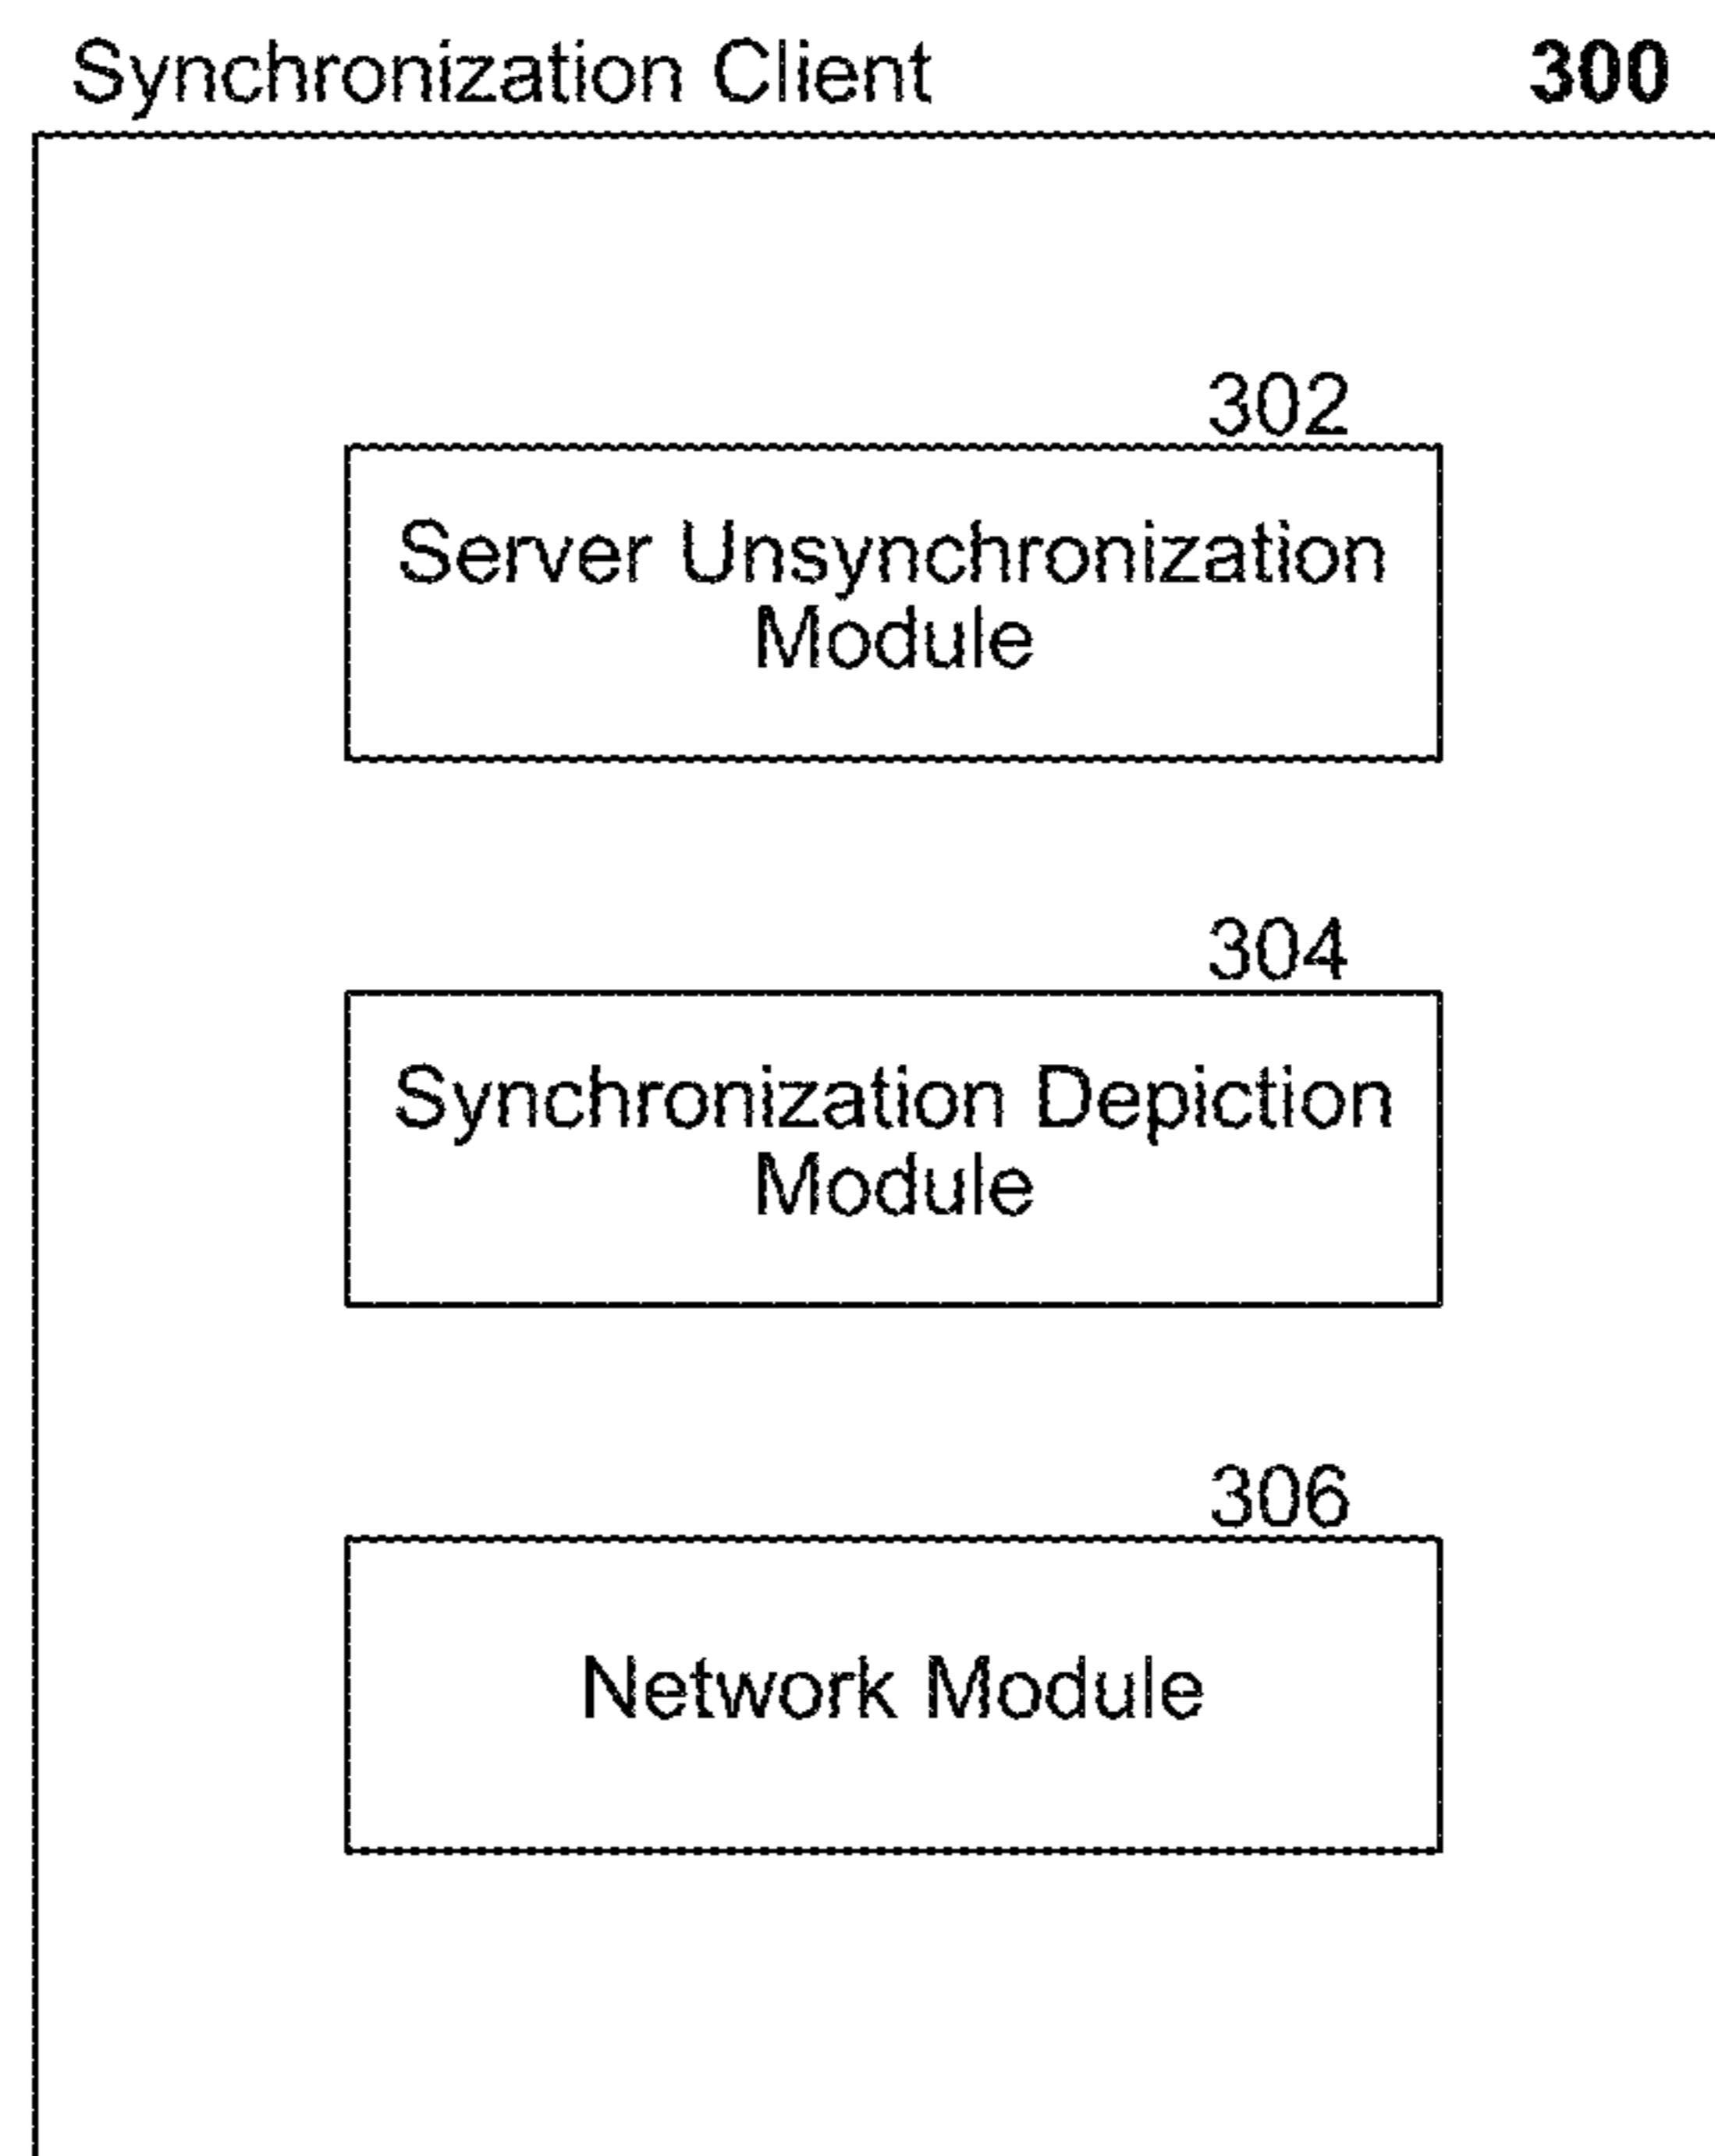 Synchronization Client 300
302
Server Unsynchronization
Module
304
Synchronization Depiction
Module
306
Network Module